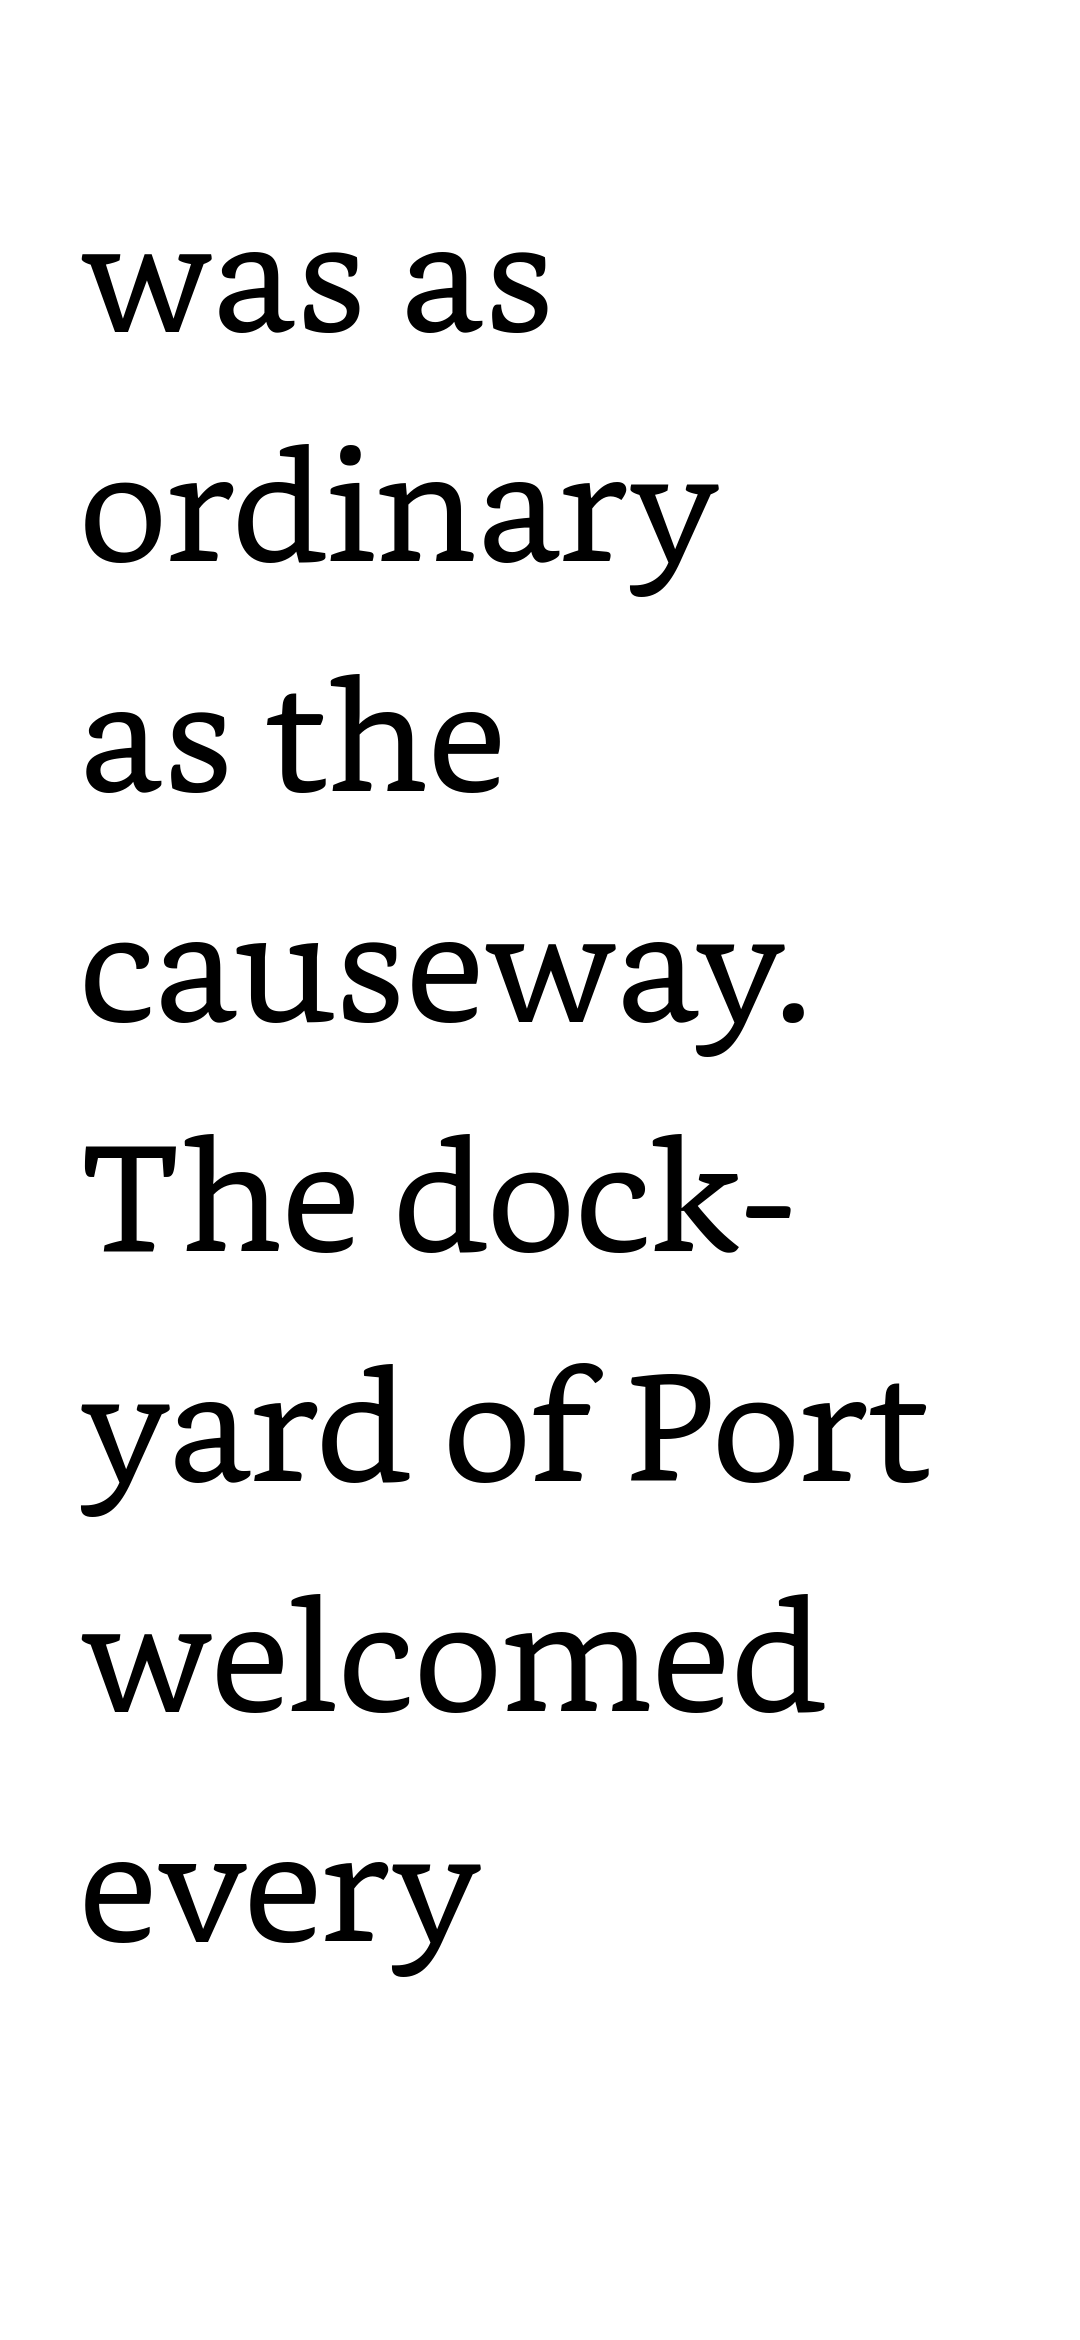 was as
ordinary
as the
causeway.
The dock-
yard of Port
welcomed
every